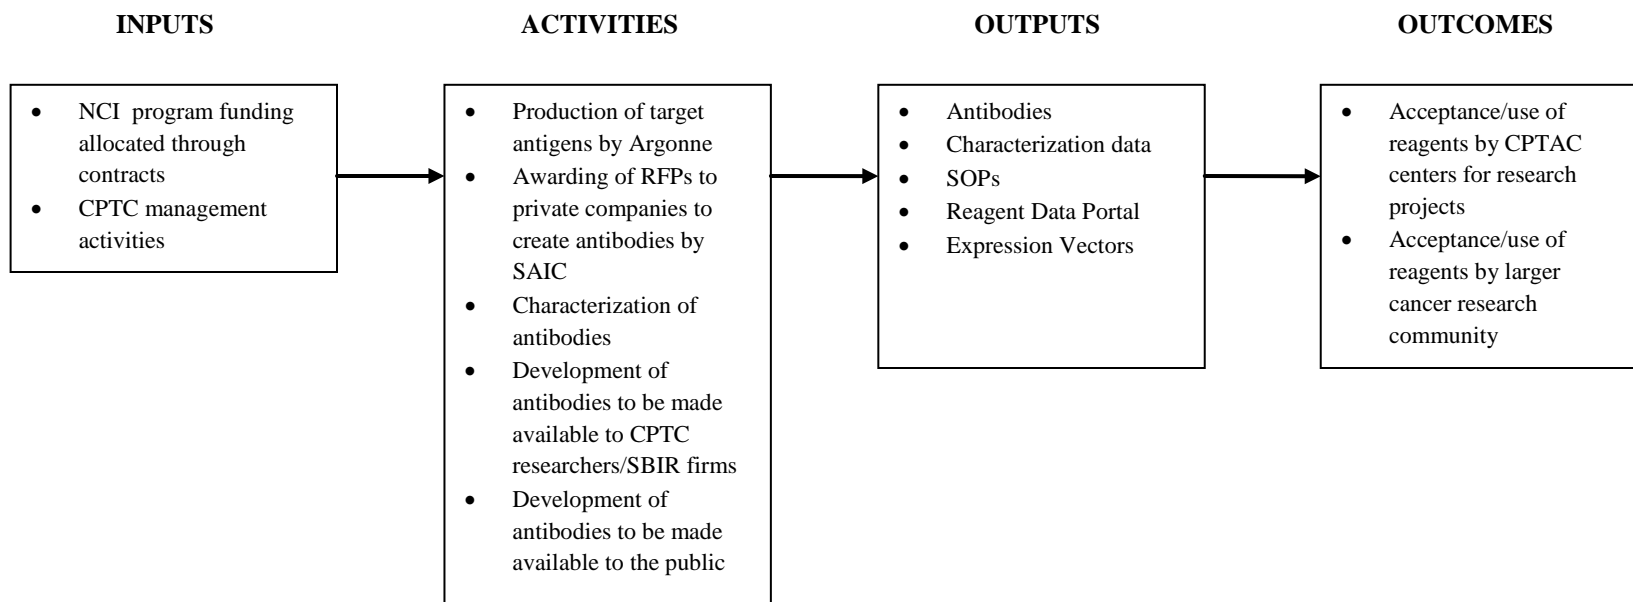 INPUTS
ACTIVITIES
OUTPUTS
OUTCOMES
• NCI program funding
allocated through
contracts
• CPTC management
activities
• Production of target
antigens by Argonne
• Awarding of RFPs to
private companies to
create antibodies by
SAIC
• Characterization of
antibodies
• Development of
antibodies to be made
available to CPTC
researchers/SBIR firms
• Development of
antibodies to be made
available to the public
• Antibodies
• Characterization data
• SOPs
• Reagent Data Portal
• Expression Vectors
• Acceptance/use of
reagents by CPTAC
centers for research
projects
• Acceptance/use of
reagents by larger
cancer research
community